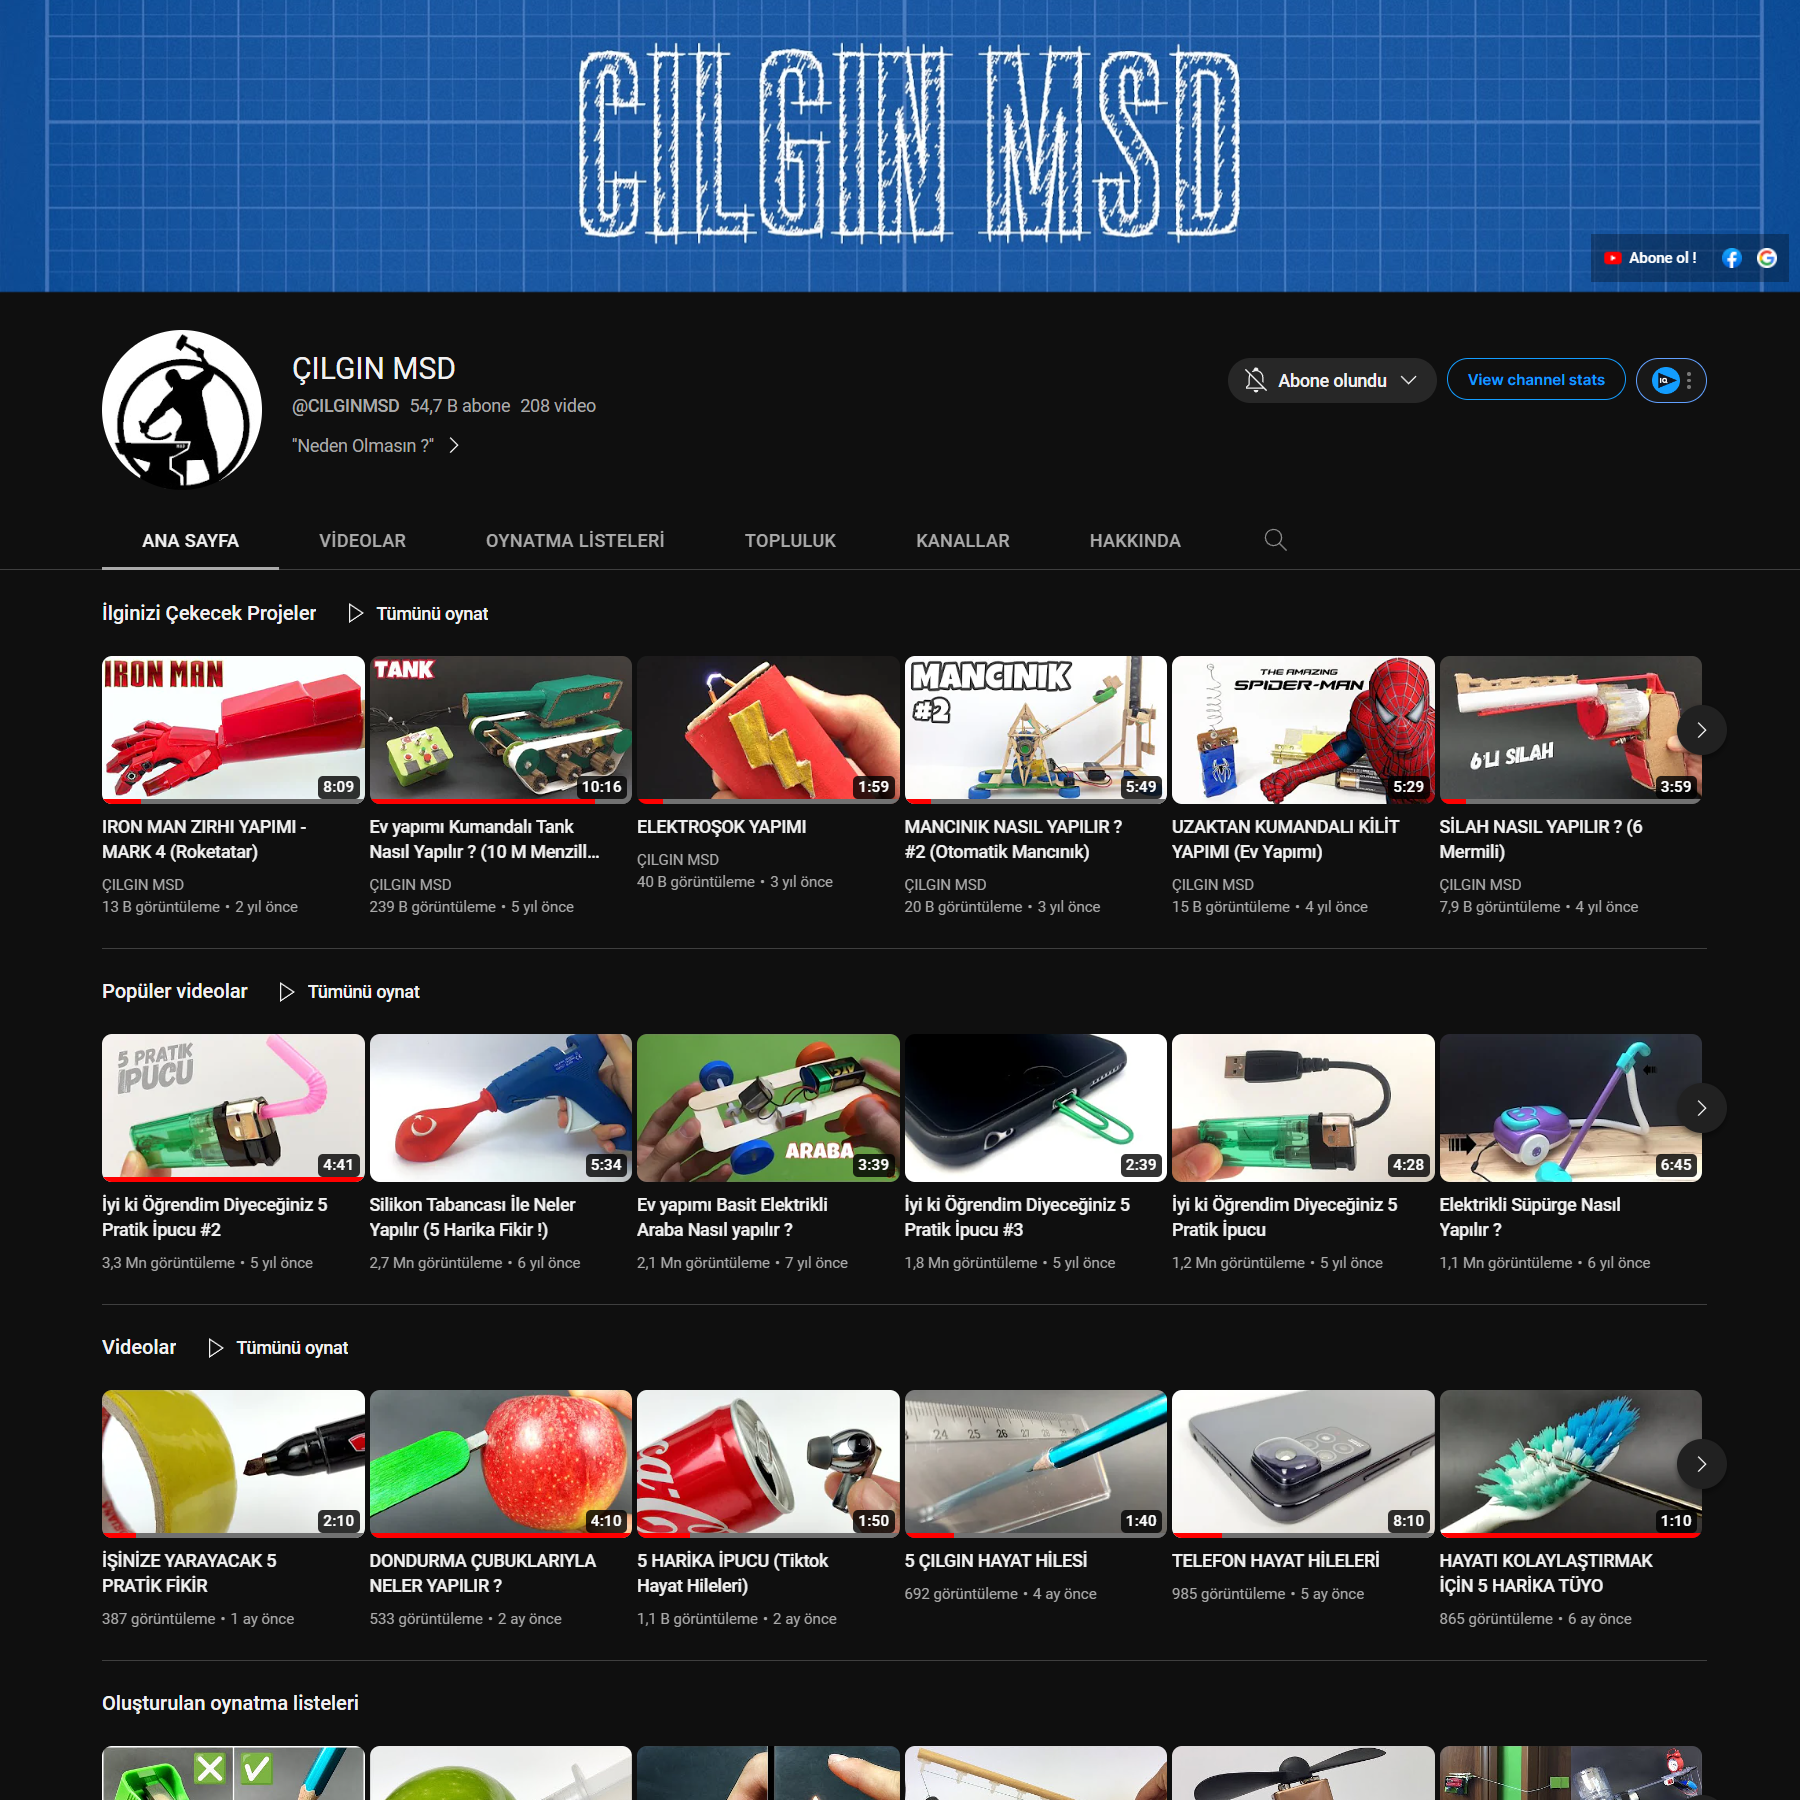 CILGIN MSD
Abone ol !
ÇILGIN MSD
@CILGINMSD 54,7 B abone 208 video
"Neden Olmasın ?"
Abone olundu
View channel stats
IQ
ANA SAYFA
VİDEOLAR
OYNATMA LİSTELERİ
TOPLULUK
KANALLAR
HAKKINDA
İlginizi Çekecek Projeler
Tümünü oynat
IRON MAN
8:09
TANK
10:16
1:59
MANCINIK
#2
5:49
THE AMAZING
SPIDER-MAN
5:29
6'LI SILAH
3:59
IRON MAN ZIRHI YAPIMI -
MARK 4 (Roketatar)
ÇILGIN MSD
13 B görüntüleme • 2 yıl önce
Ev yapımı Kumandalı Tank
Nasıl Yapılır ? (10 M Menzill...
ÇILGIN MSD
239 B görüntüleme • 5 yıl önce
ELEKTROŞOK YAPIMI
ÇILGIN MSD
40 B görüntüleme • 3 yıl önce
MANCINIK NASIL YAPILIR ?
#2 (Otomatik Mancınık)
ÇILGIN MSD
20 B görüntüleme • 3 yıl önce
UZAKTAN KUMANDALI KİLİT
YAPIMI (Ev Yapımı)
ÇILGIN MSD
15 B görüntüleme • 4 yıl önce
SİLAH NASIL YAPILIR ? (6
Mermili)
ÇILGIN MSD
7,9 B görüntüleme • 4 yıl önce
Popüler videolar
Tümünü oynat
5 PRATIK
IPUCU
4:41
5:34
ARABA
3:39
2:39
4:28
6:45
İyi ki Öğrendim Diyeceğiniz 5
Pratik İpucu #2
3,3 Mn görüntüleme • 5 yıl önce
Silikon Tabancası İle Neler
Yapılır (5 Harika Fikir !)
2,7 Mn görüntüleme • 6 yıl önce
Ev yapımı Basit Elektrikli
Araba Nasıl yapılır ?
2,1 Mn görüntüleme • 7 yıl önce
İyi ki Öğrendim Diyeceğiniz 5
Pratik İpucu #3
1,8 Mn görüntüleme • 5 yıl önce
İyi ki Öğrendim Diyeceğiniz 5
Pratik İpucu
1,2 Mn görüntüleme • 5 yıl önce
Elektrikli Süpürge Nasıl
Yapılır ?
1,1 Mn görüntüleme • 6 yıl önce
Videolar
Tümünü oynat
2:10
4:10
1:50
24 25 26 27 28
1:40
8:10
1:10
İŞİNİZE YARAYACAK 5
PRATİK FİKİR
387 görüntüleme • 1 ay önce
DONDURMA ÇUBUKLARIYLA
NELER YAPILIR ?
533 görüntüleme • 2 ay önce
5 HARİKA İPUCU (Tiktok
Hayat Hileleri)
1,1 B görüntüleme • 2 ay önce
5 ÇILGIN HAYAT HİLESİ
692 görüntüleme • 4 ay önce
TELEFON HAYAT HİLELERİ
985 görüntüleme • 5 ay önce
HAYATI KOLAYLAŞTIRMAK
İÇİN 5 HARİKA TÜYO
865 görüntüleme • 6 ay önce
Oluşturulan oynatma listeleri